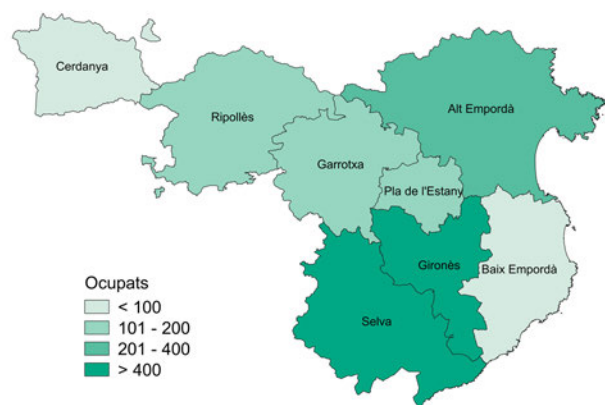 Cerdanya
Ripollès
Alt Empordà
Garrotxa
Pla de l'Estany
Gironès
Baix Empordà
Selva
Ocupats
< 100
101 - 200
201 - 400
> 400